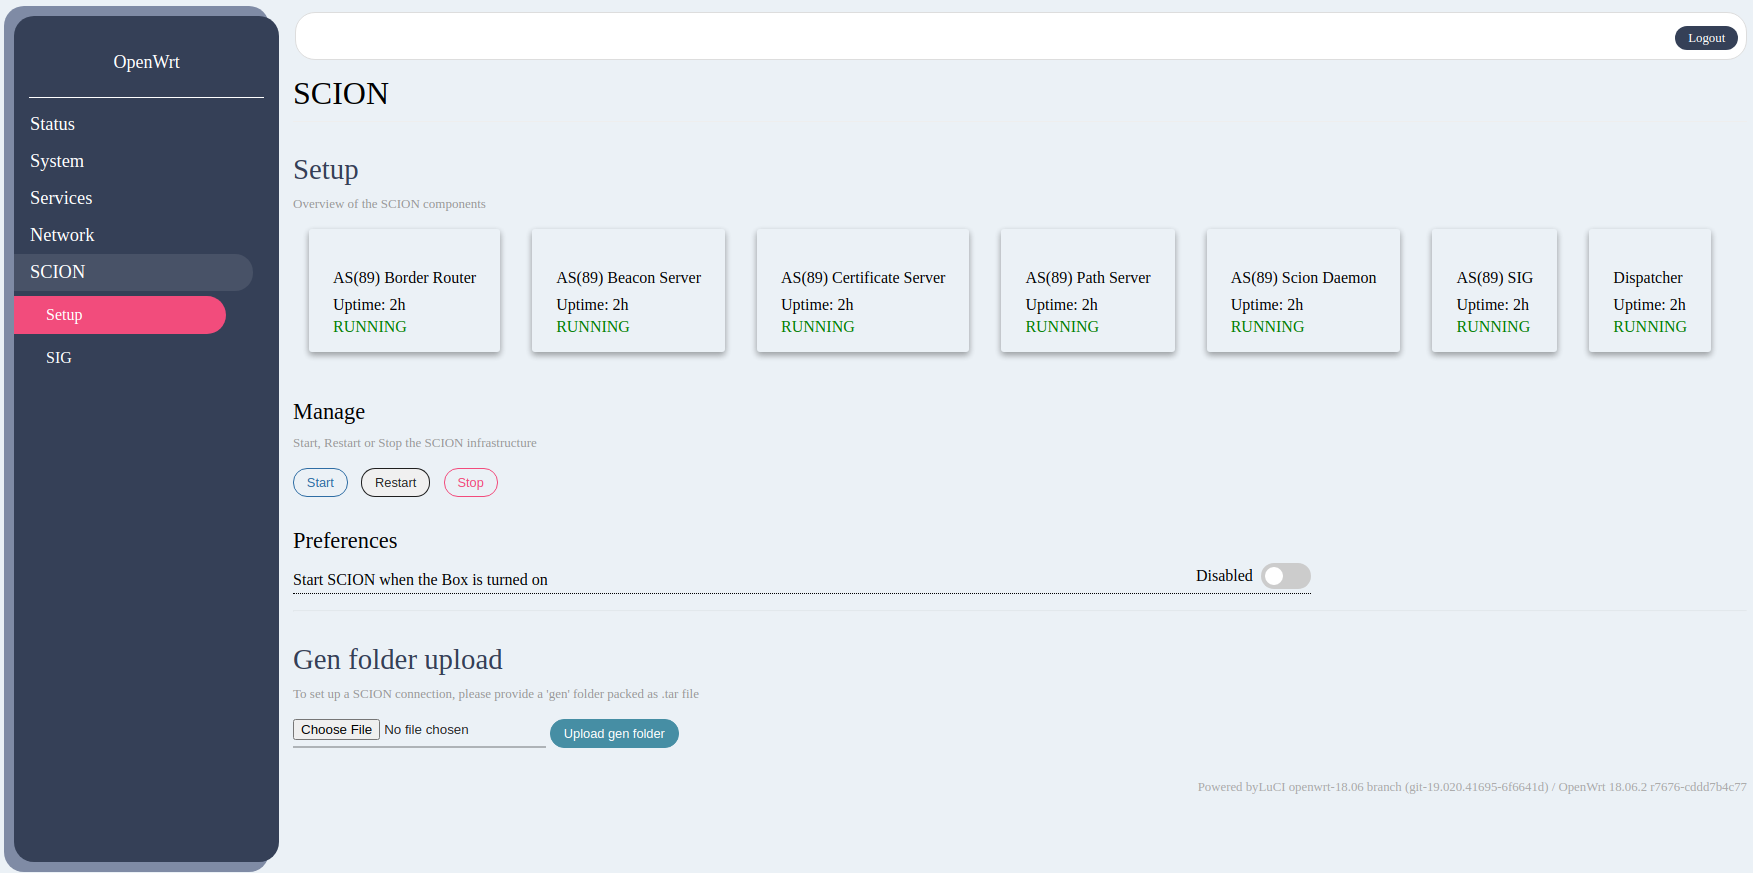 OpenWrt
Status
System
Services
Network
SCION
Setup
SIG
Logout
SCION
Setup
Overview of the SCION components
AS(89) Border Router
Uptime: 2h
RUNNING
AS(89) Beacon Server
Uptime: 2h
RUNNING
AS(89) Certificate Server
Uptime: 2h
RUNNING
AS(89) Path Server
Uptime: 2h
RUNNING
AS(89) Scion Daemon
Uptime: 2h
RUNNING
AS(89) SIG
Uptime: 2h
RUNNING
Dispatcher
Uptime: 2h
RUNNING
Manage
Start, Restart or Stop the SCION infrastructure
Start Restart Stop
Preferences
Start SCION when the Box is turned on Disabled
Gen folder upload
To set up a SCION connection, please provide a 'gen' folder packed as .tar file
Choose File No file chosen Upload gen folder
Powered byLuCI openwrt-18.06 branch (git-19.020.41695-6f6641d) / OpenWrt 18.06.2 r7676-cddd7b4c77